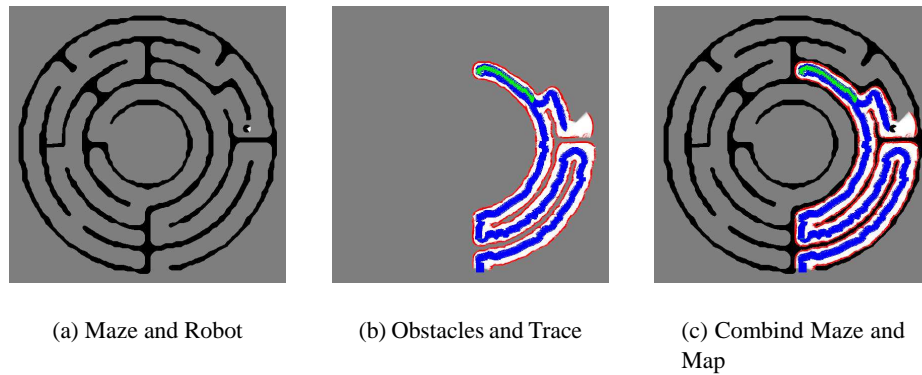 (a) Maze and Robot
(b) Obstacles and Trace
(c) Combind Maze and
Map